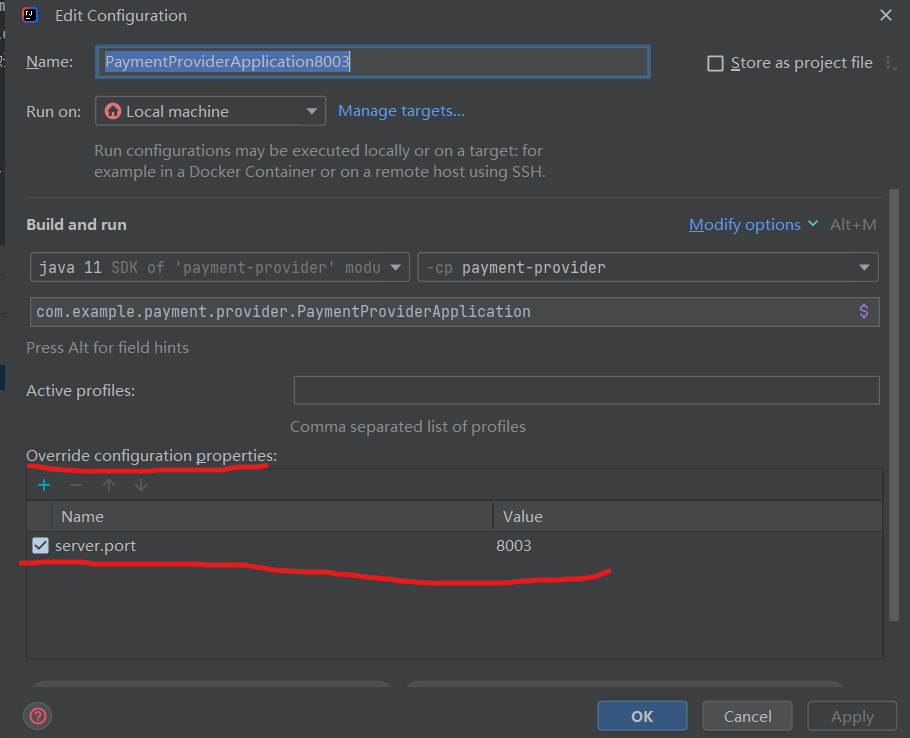 Edit Configuration
Name: PaymentProviderApplication8003 Store as project file
Run on: Local machine Manage targets...
Run configurations may be executed locally or on a target: for
example in a Docker Container or on a remote host using SSH.
Build and run Modify options Alt+M
java 11 SDK of 'payment-provider' modu -cp payment-provider
com.example.payment.provider.PaymentProviderApplication
Press Alt for field hints
Active profiles:
Comma separated list of profiles
Override configuration properties:
Name Value
server.port 8003
OK Cancel Apply